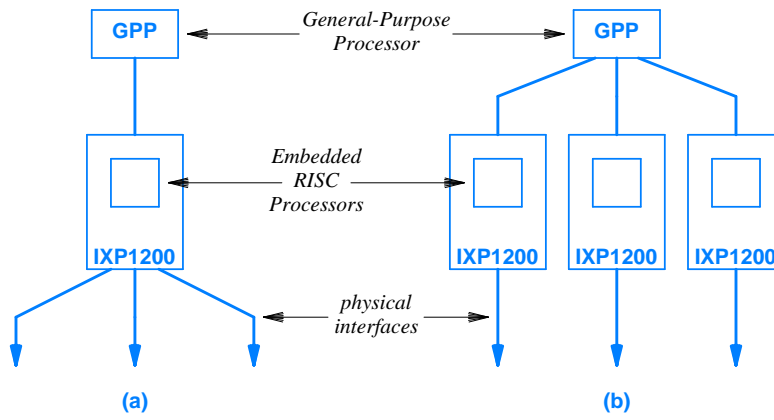 GPP
General-Purpose
Processor
GPP
Embedded
RISC
Processors
IXP1200
IXP1200
IXP1200
IXP1200
physical
interfaces
(a)
(b)